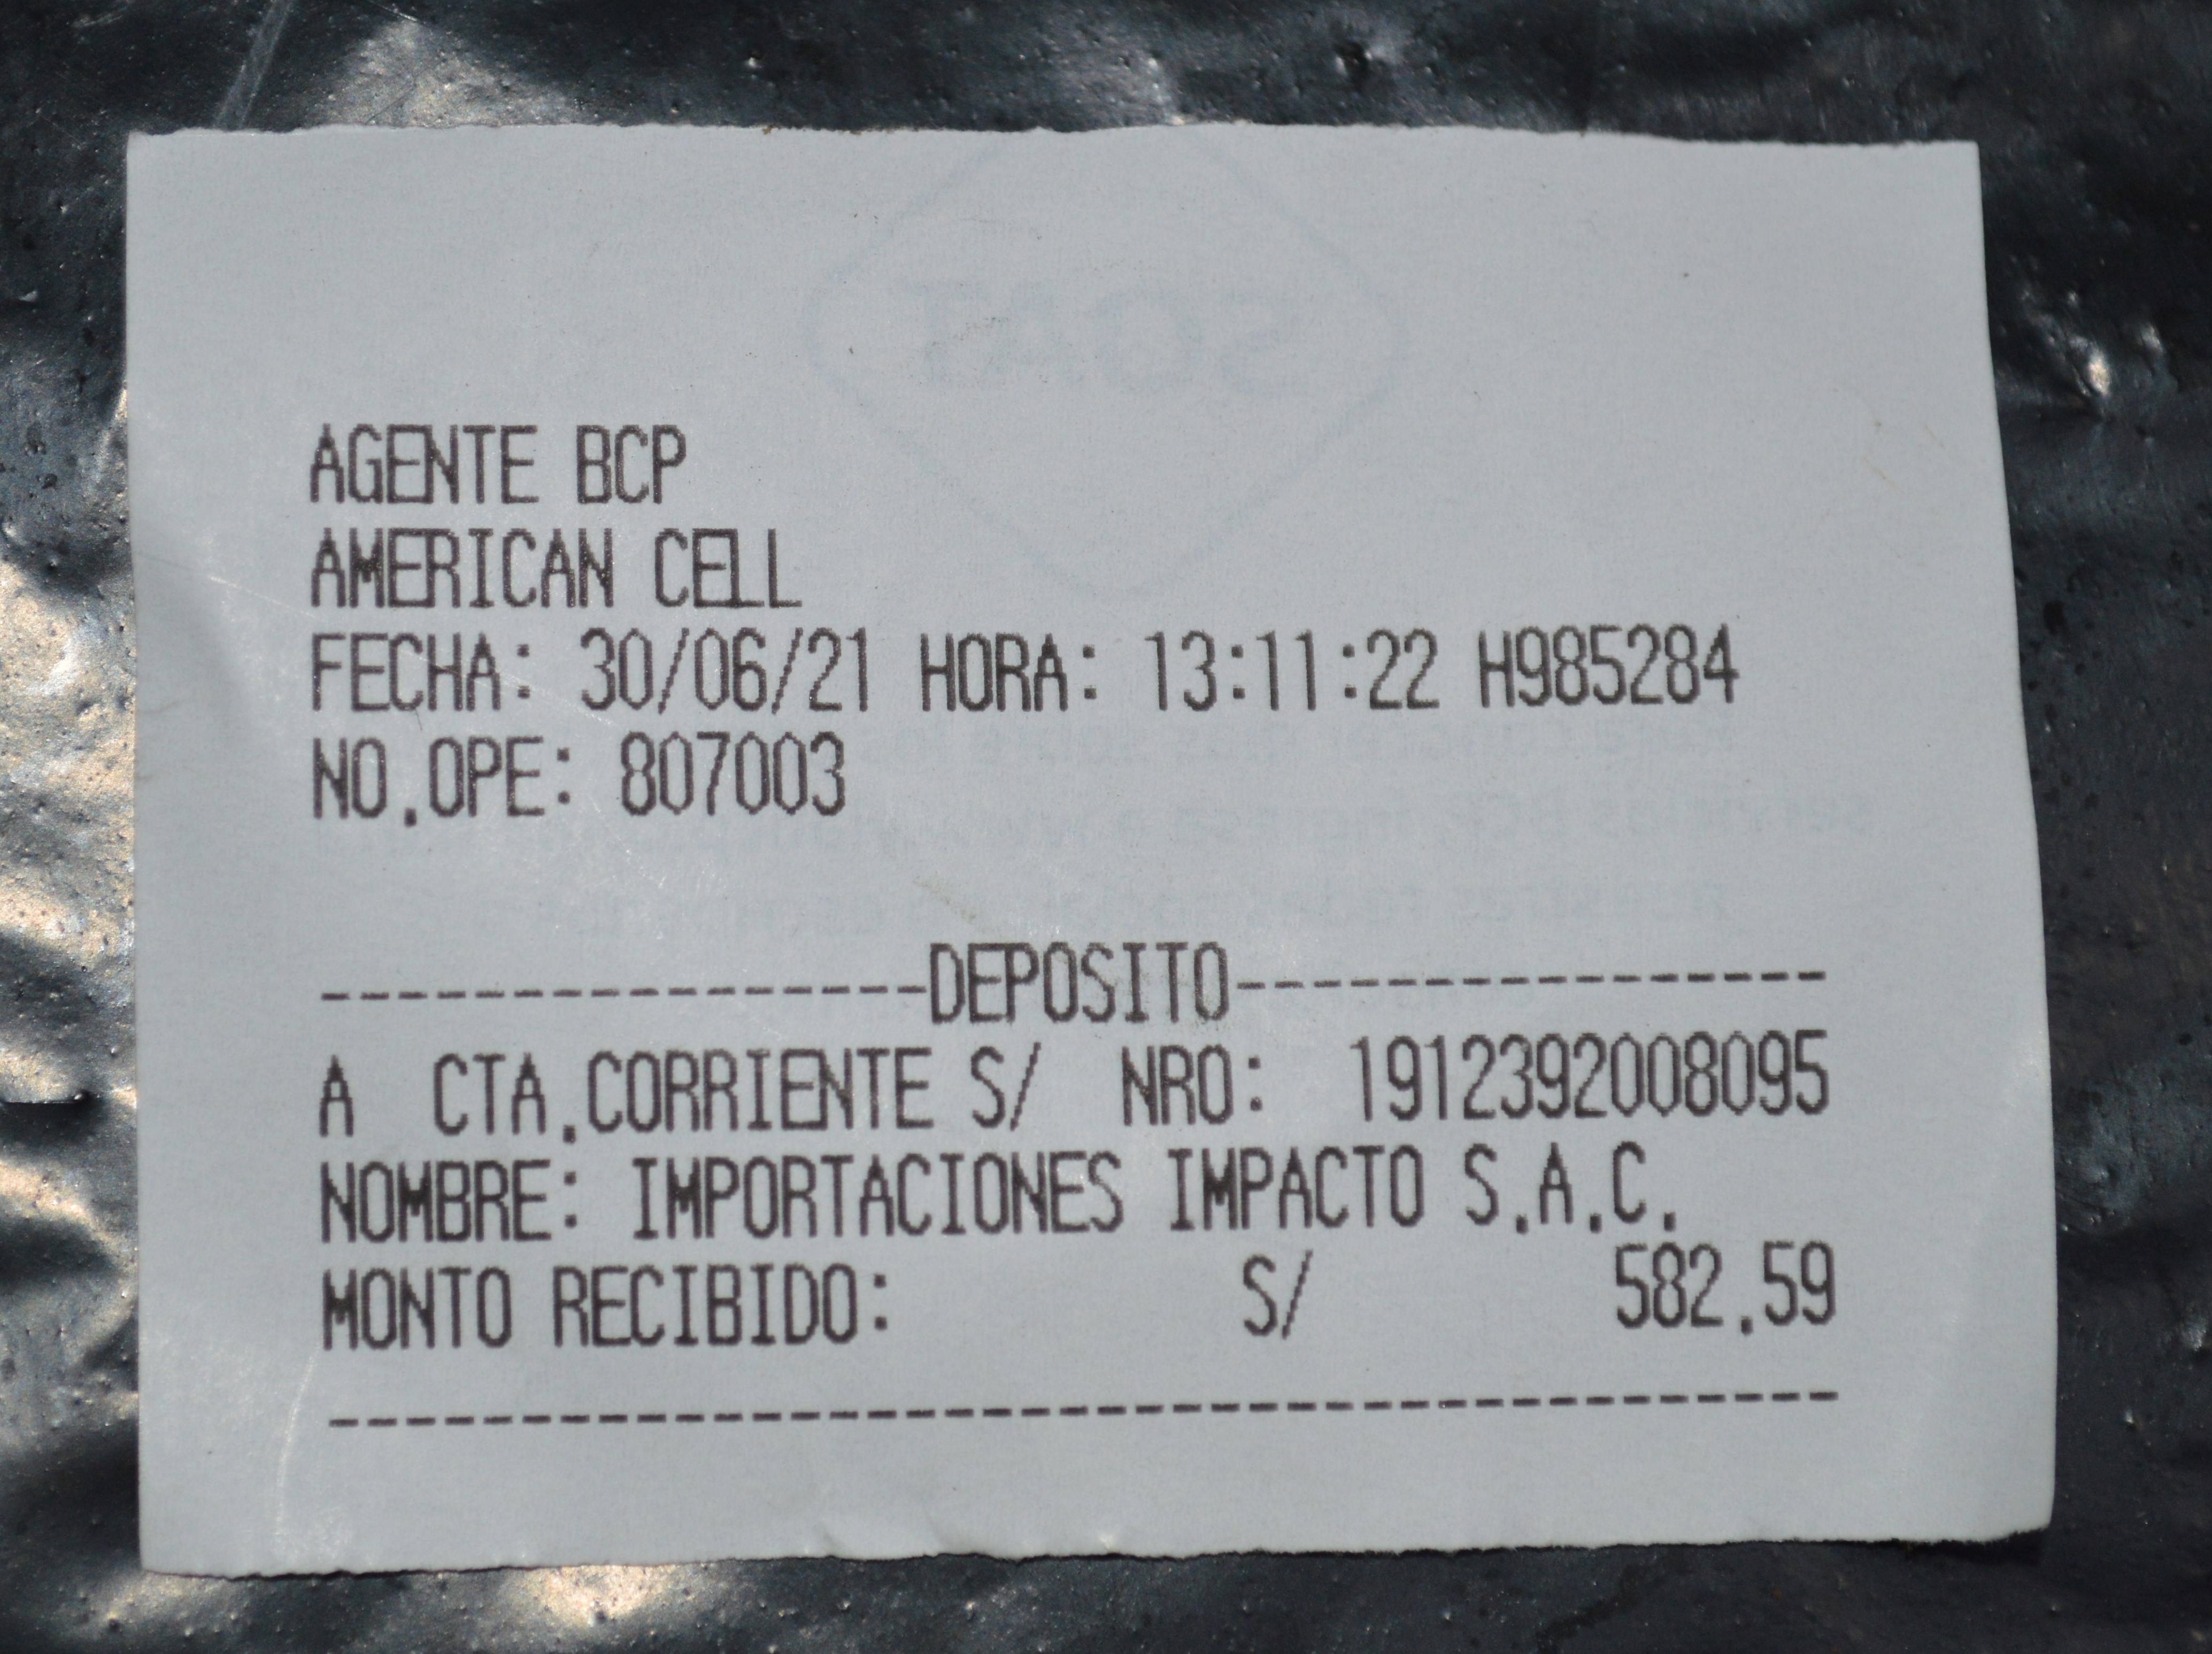 SOAT
AGENTE BCP
AMERICAN CELL
FECHA: 30/06/21 HORA: 13:11:22 H985284
NO.OPE: 807003
-----------------DEPOSITO----------------
A CTA.CORRIENTE S/ NRO: 1912392008095
NOMBRE: IMPORTACIONES IMPACTO S.A.C.
MONTO RECIBIDO: S/ 582.59
----------------------------------------